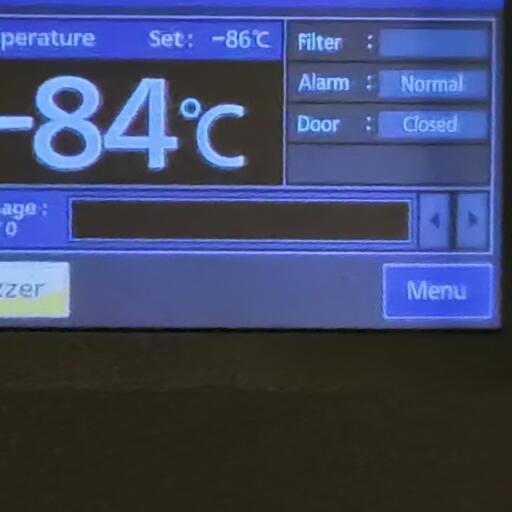 perature Set: -86°C
-84°C
Filter :
Alarm : Normal
Door : Closed
age :
0
zzer
Menu